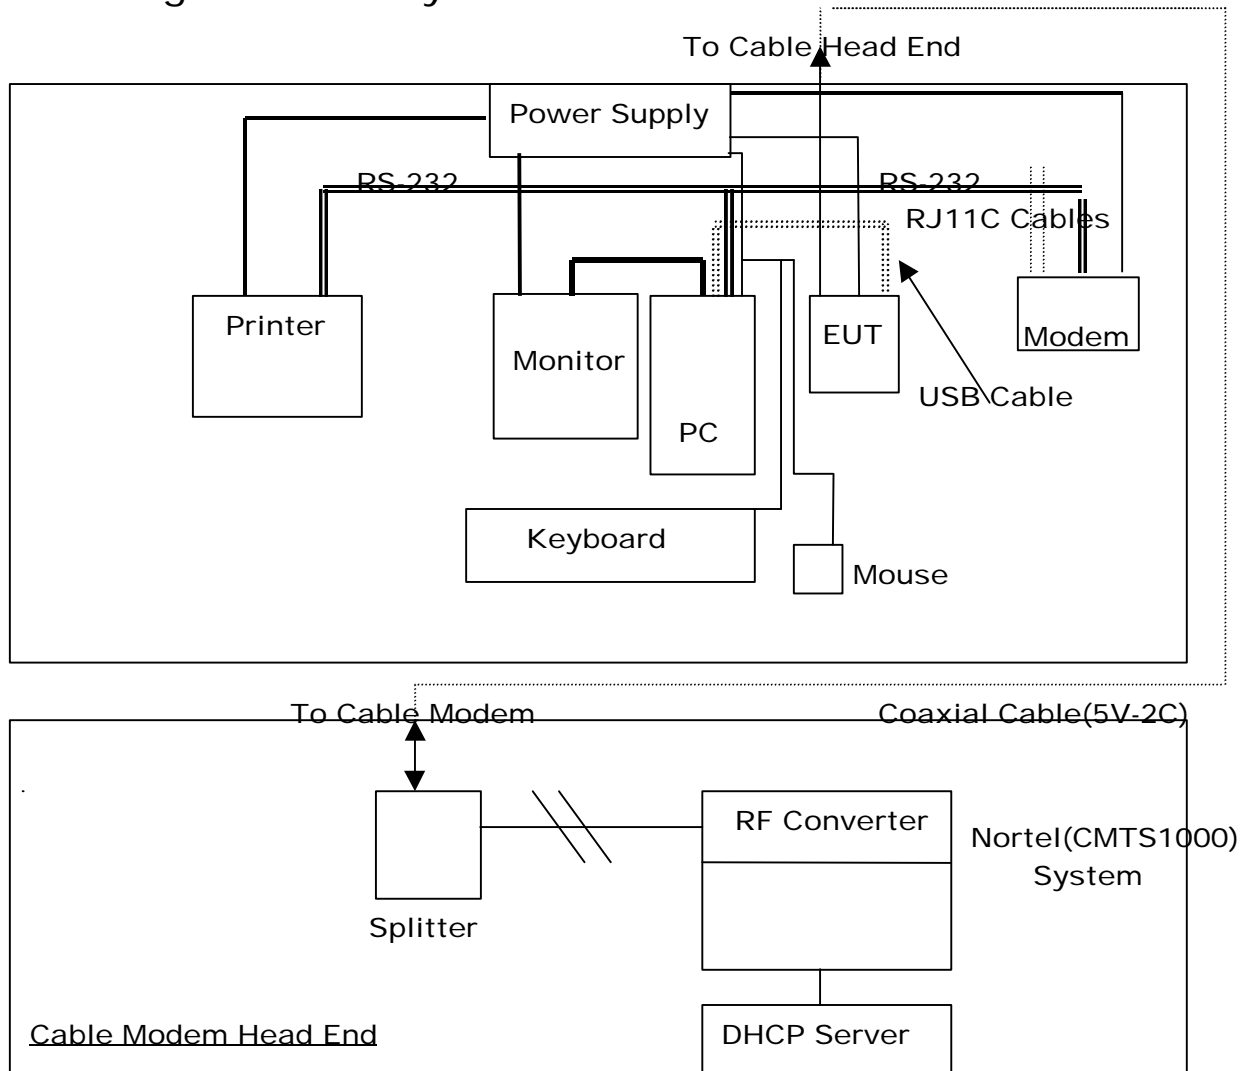 To Cable Head End
Power Supply
RS-232
RS-232
RJ11C Cables
Printer
Monitor
PC
EUT
Modem
USB Cable
Keyboard
Mouse
To Cable Modem
Coaxial Cable(5V-2C)
RF Converter
Nortel(CMTS1000)
System
Splitter
Cable Modem Head End
DHCP Server